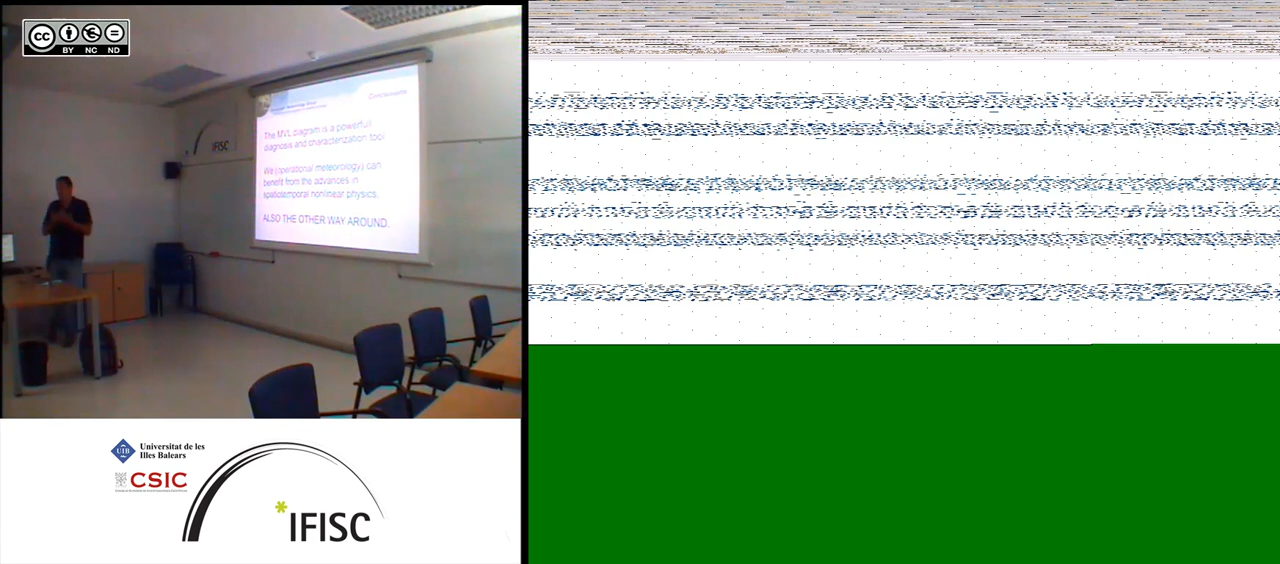 cc
BY NC ND
Conclusions
IFISC
The MVL diagram is a powerful
diagnosis and characterization tool.
We (operational meteorology) can
benefit from the advances in
spatiotemporal nonlinear physics.
ALSO THE OTHER WAY AROUND.
UIB
Universitat de les
Illes Balears
CSIC
*IFISC